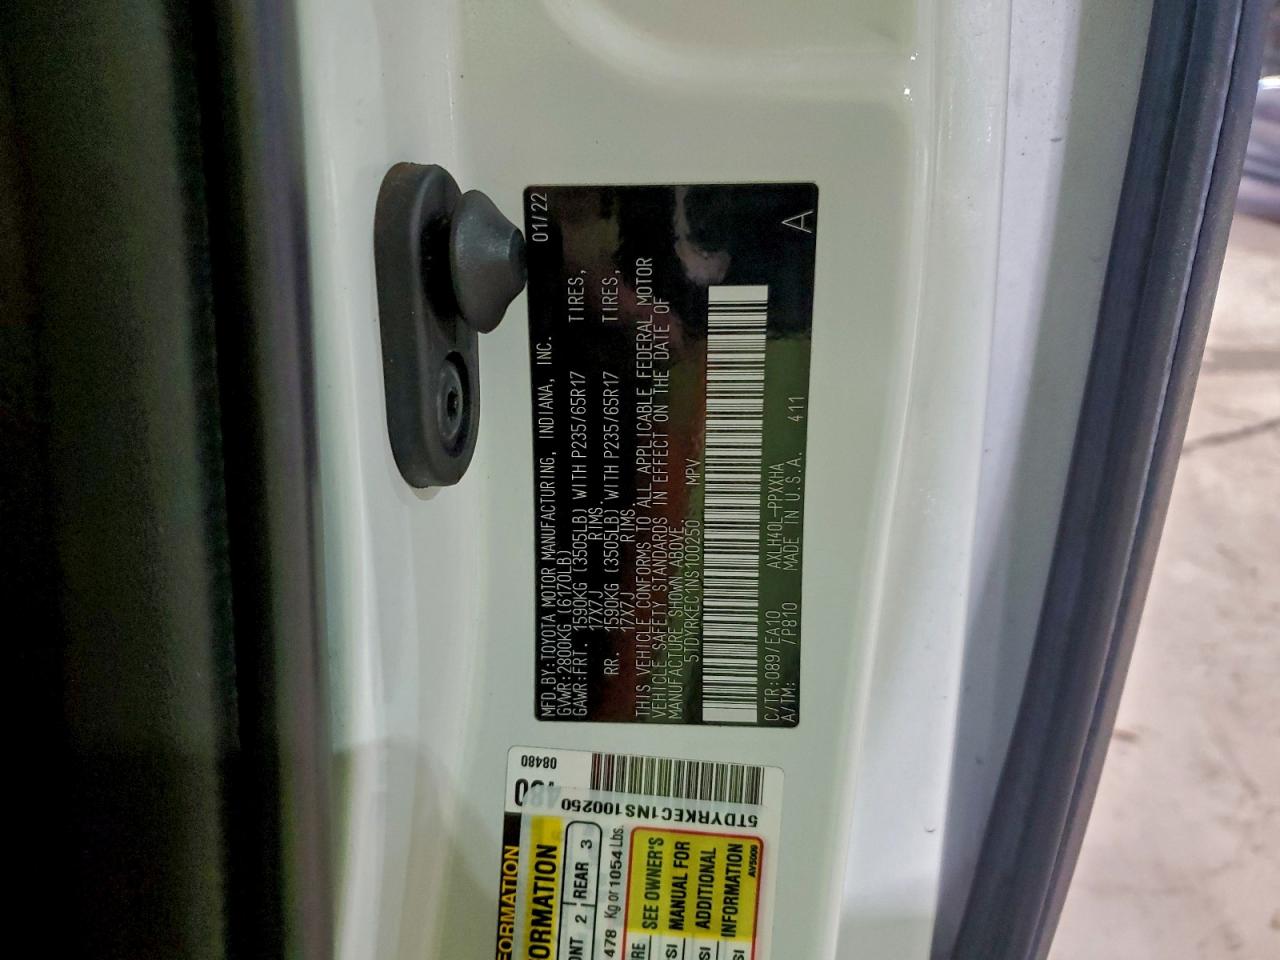 MFD.BY:TOYOTA MOTOR MANUFACTURING, INDIANA, INC. 01/22
GVWR:2800KG (6170LB)
GAWR:FRT. 1590KG (3505LB) WITH P235/65R17 TIRES,
17X7J RIMS.
RR. 1590KG (3505LB) WITH P235/65R17 TIRES,
17X7J RIMS.
THIS VEHICLE CONFORMS TO ALL APPLICABLE FEDERAL MOTOR
VEHICLE SAFETY STANDARDS IN EFFECT ON THE DATE OF
MANUFACTURE SHOWN ABOVE.
5TDYRKEC1NS100250. MPV
C/TR:089/EA10 AXLH40L-PPXXHA
A/TM: /P810 MADE IN U.S.A. 411
A
08480
5TDYRKEC1NS100250
ORMATION
ORMATION
ONT 2 REAR 3
478 Kg or 1054 Lbs.
SEE OWNER'S
MANUAL FOR
ADDITIONAL
INFORMATION